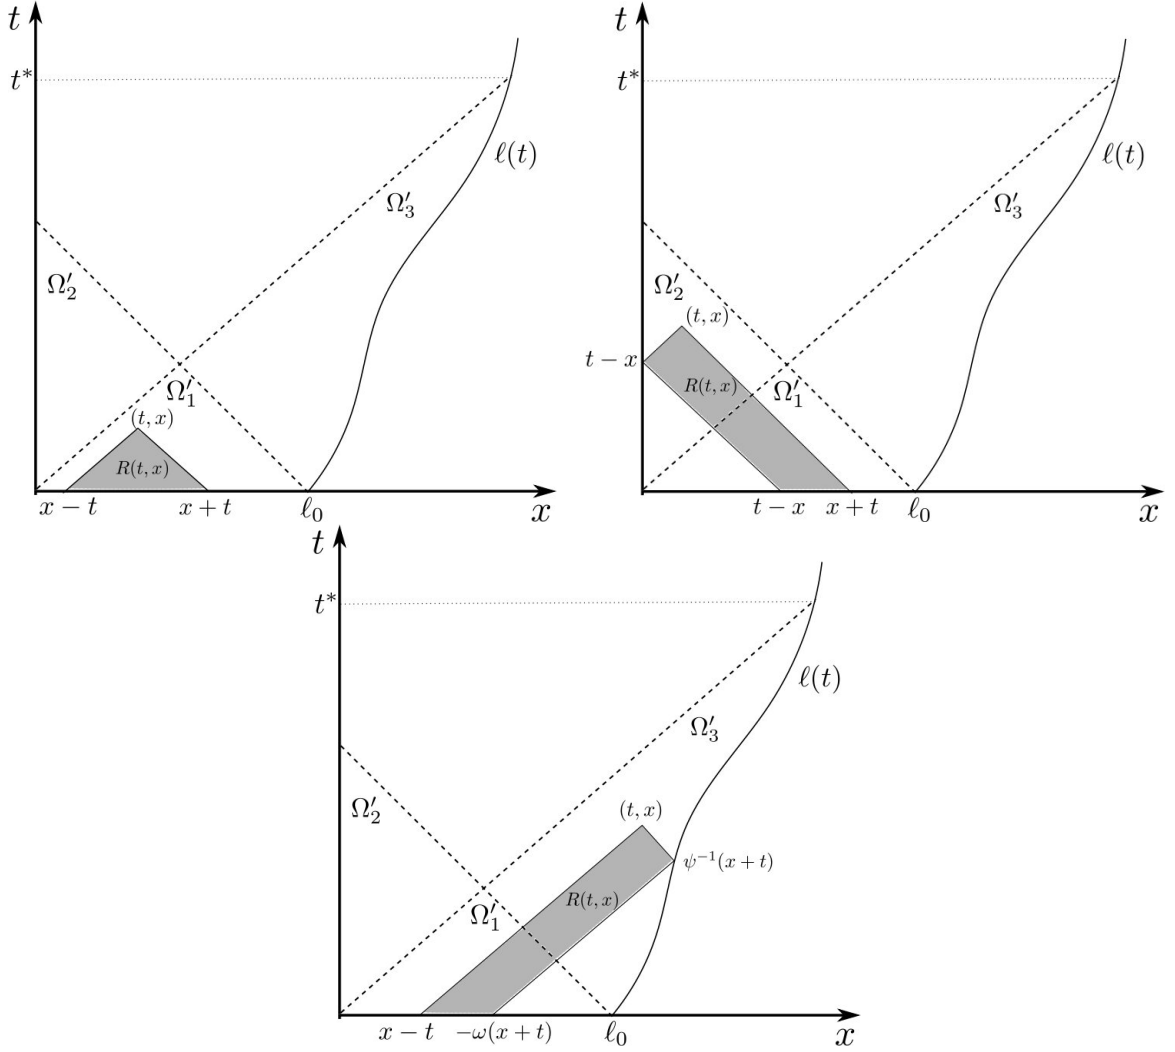 t
t*
ℓ(t)
Ω′₃
Ω′₂
Ω′₁
(t, x)
R(t, x)
x − t
x + t
ℓ₀
x
t
t*
ℓ(t)
Ω′₃
Ω′₂
(t, x)
t − x
R(t, x)
Ω′₁
t − x
x + t
ℓ₀
x
t
t*
ℓ(t)
Ω′₃
Ω′₂
(t, x)
ψ⁻¹(x + t)
R(t, x)
Ω′₁
x − t
−ω(x + t)
ℓ₀
x